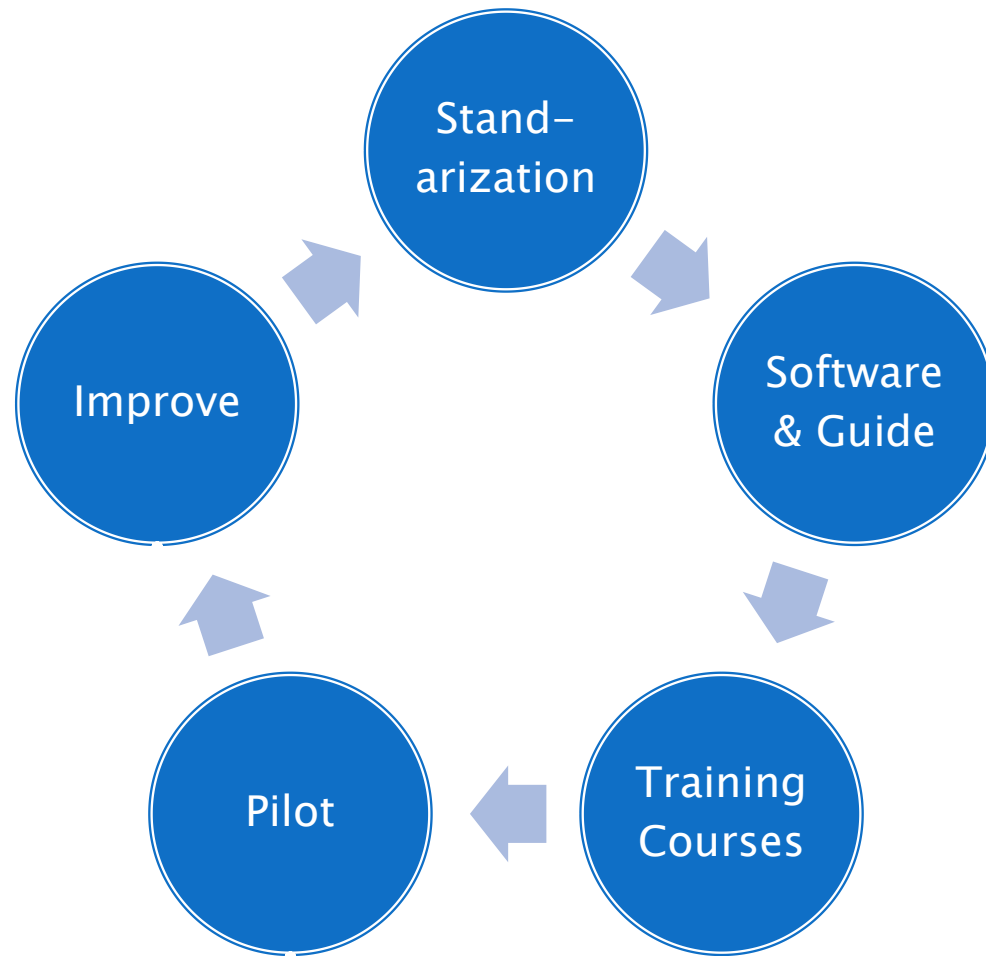 Stand–
arization
Software
& Guide
Training
Courses
Pilot
Improve